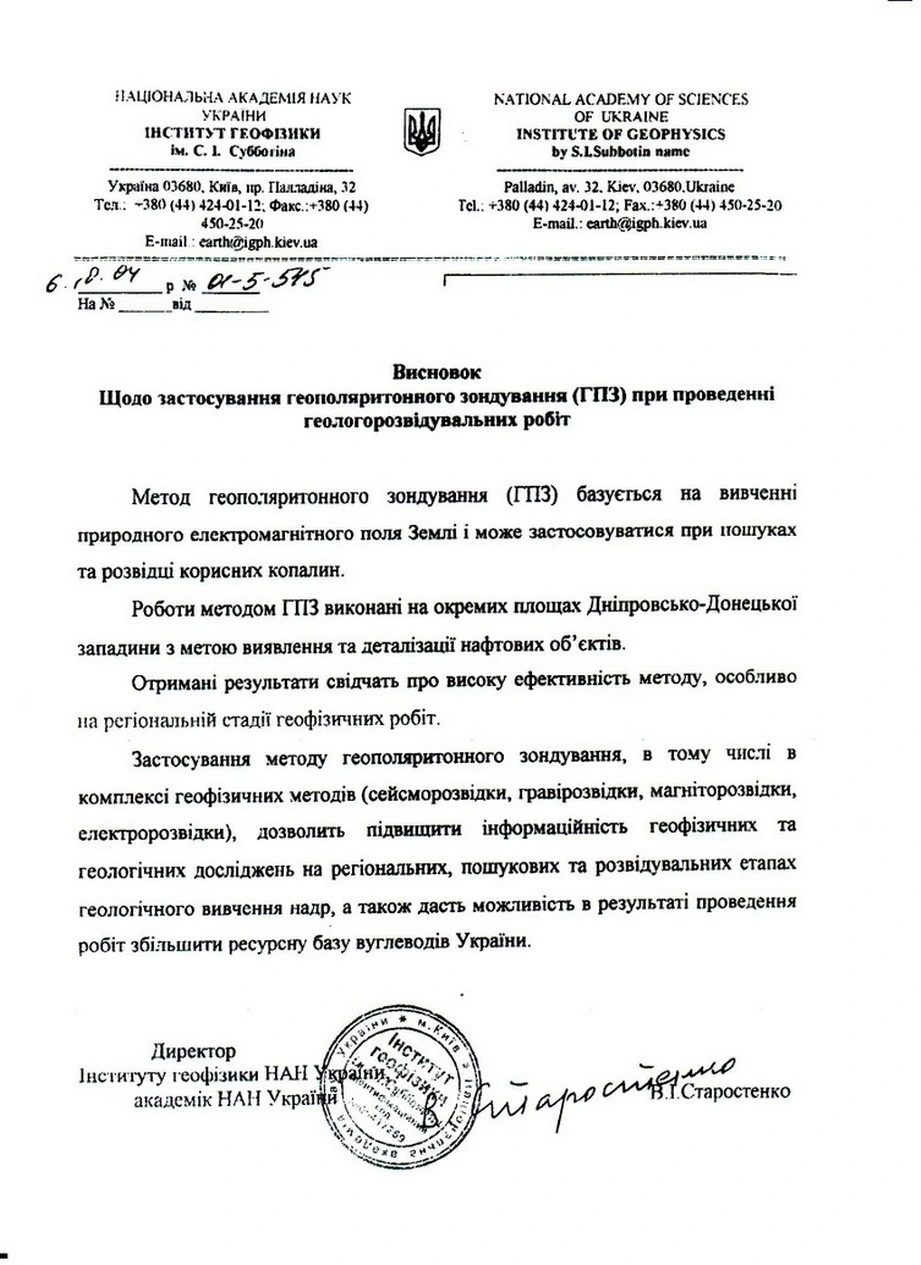 НАЦІОНАЛЬНА АКАДЕМІЯ НАУК
УКРАЇНИ
ІНСТИТУТ ГЕОФІЗИКИ
ім. С. І. Субботіна
Україна 03680, Київ, пр. Палладіна, 32
Тел.: +380 (44) 424-01-12; Факс.:+380 (44)
450-25-20
E-mail : earth@igph.kiev.ua
NATIONAL ACADEMY OF SCIENCES
OF UKRAINE
INSTITUTE OF GEOPHYSICS
by S.I.Subbotin name
Palladin, av. 32, Kiev, 03680.Ukraine
Tel.: +380 (44) 424-01-12; Fax.:+380 (44) 450-25-20
E-mail.: earth@igph.kiev.ua
р № 01-5-575
На № ______від ________
Висновок
Щодо застосування геополяритонного зондування (ГПЗ) при проведенні
геологорозвідувальних робіт
Метод геополяритонного зондування (ГПЗ) базується на вивченні
природного електромагнітного поля Землі і може застосовуватися при пошуках
та розвідці корисних копалин.
Роботи методом ГПЗ виконані на окремих площах Дніпровсько-Донецької
западини з метою виявлення та деталізації нафтових об’єктів.
Отримані результати свідчать про високу ефективність методу, особливо
на регіональній стадії геофізичних робіт.
Застосування методу геополяритонного зондування, в тому числі в
комплексі геофізичних методів (сейсморозвідки, гравірозвідки, магніторозвідки,
електророзвідки), дозволить підвищити інформаційність геофізичних та
геологічних досліджень на регіональних, пошукових та розвідувальних етапах
геологічного вивчення надр, а також дасть можливість в результаті проведення
робіт збільшити ресурсну базу вуглеводів України.
Директор
Інституту геофізики НАН України,
академік НАН України
В.І.Старостенко
В. Старостенко
України * м.Київ * Національна академія
Інститут
геофізики